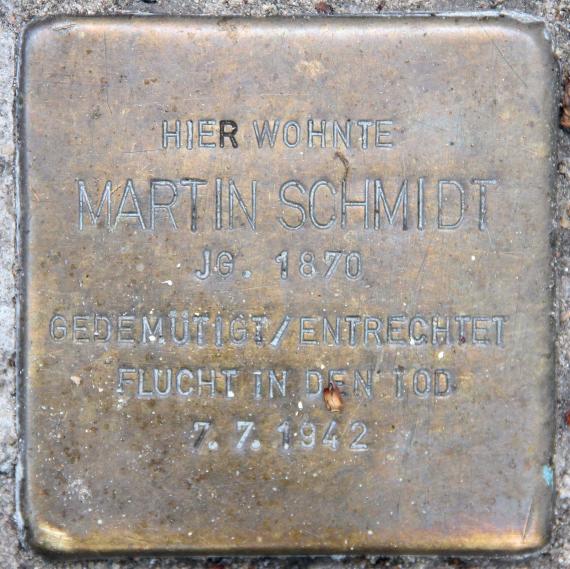 HIER WOHNTE
MARTIN SCHMIDT
JG. 1870
GEDEMÜTIGT/ENTRECHTET
FLUCHT IN DEN TOD
7.7.1942